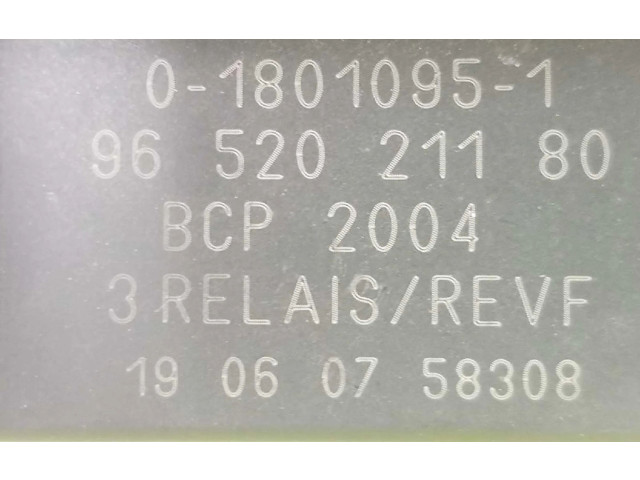 0-1801095-1
96 520 211 80
BCP 2004
3 RELAIS/REVF
19 06 07 58308